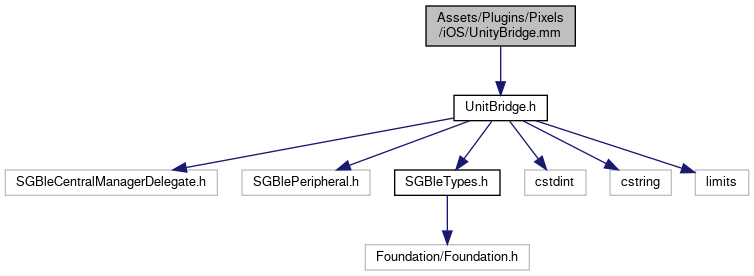 Assets/Plugins/Pixels
/iOS/UnityBridge.mm
UnitBridge.h
SGBleCentralManagerDelegate.h
SGBlePeripheral.h
SGBleTypes.h
cstdint
cstring
limits
Foundation/Foundation.h